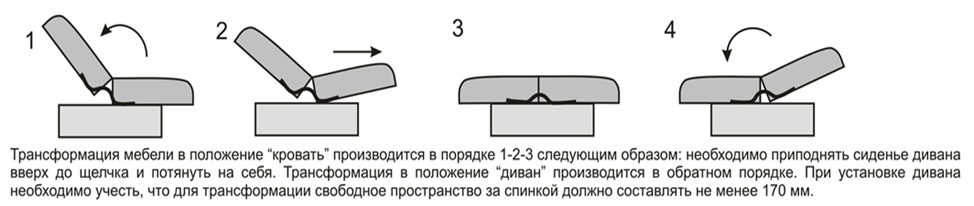 1
2
3
4
Трансформация мебели в положение “кровать” производится в порядке 1-2-3 следующим образом: необходимо приподнять сиденье дивана
вверх до щелчка и потянуть на себя. Трансформация в положение “диван” производится в обратном порядке. При установке дивана
необходимо учесть, что для трансформации свободное пространство за спинкой должно составлять не менее 170 мм.